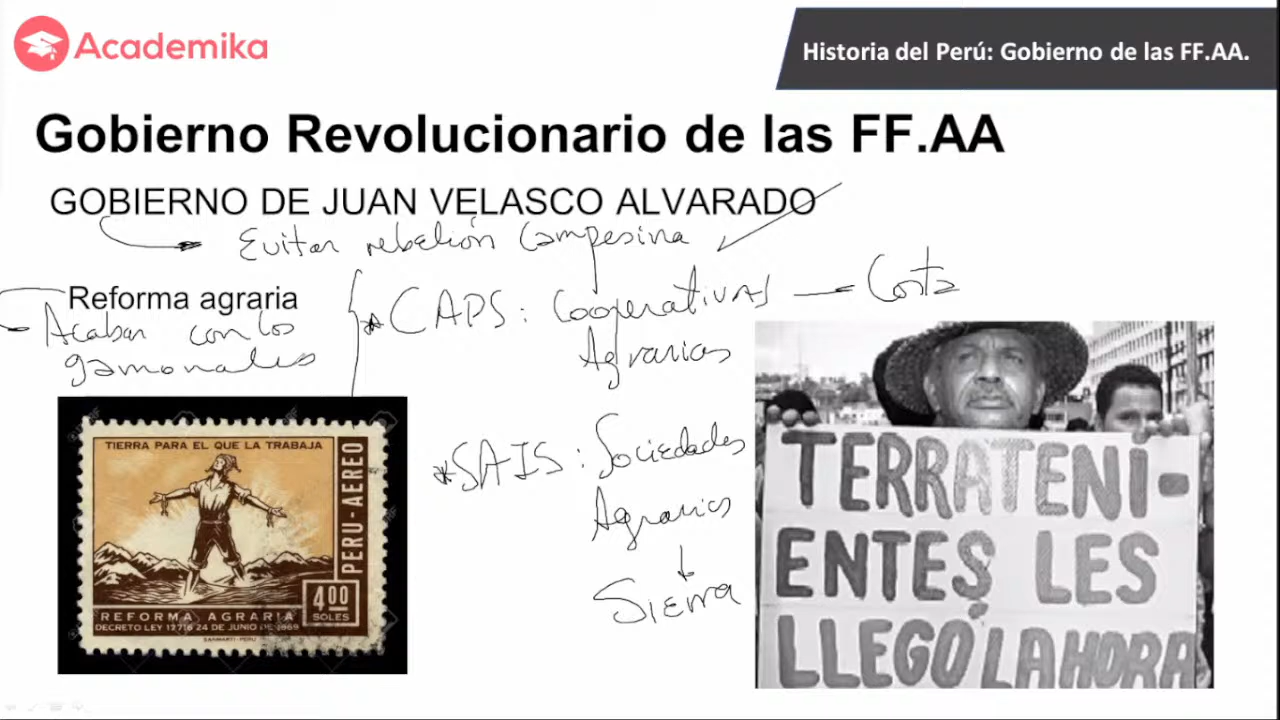 Academika
Historia del Perú: Gobierno de las FF.AA.
Gobierno Revolucionario de las FF.AA
GOBIERNO DE JUAN VELASCO ALVARADO
Evitar rebelión Campesina
Reforma agraria
Acabar con los
gamonales
CAPS: Cooperativas — Costa
Agrarias
SAIS: Sociedades
Agrarias
Sierra
TIERRA PARA EL QUE LA TRABAJA
PERU-AEREO
4.00
SOLES
REFORMA AGRARIA
DECRETO LEY 17716 24 DE JUNIO DE 1969
TERRATENI-
ENTES LES
LLEGÓ LA HORA